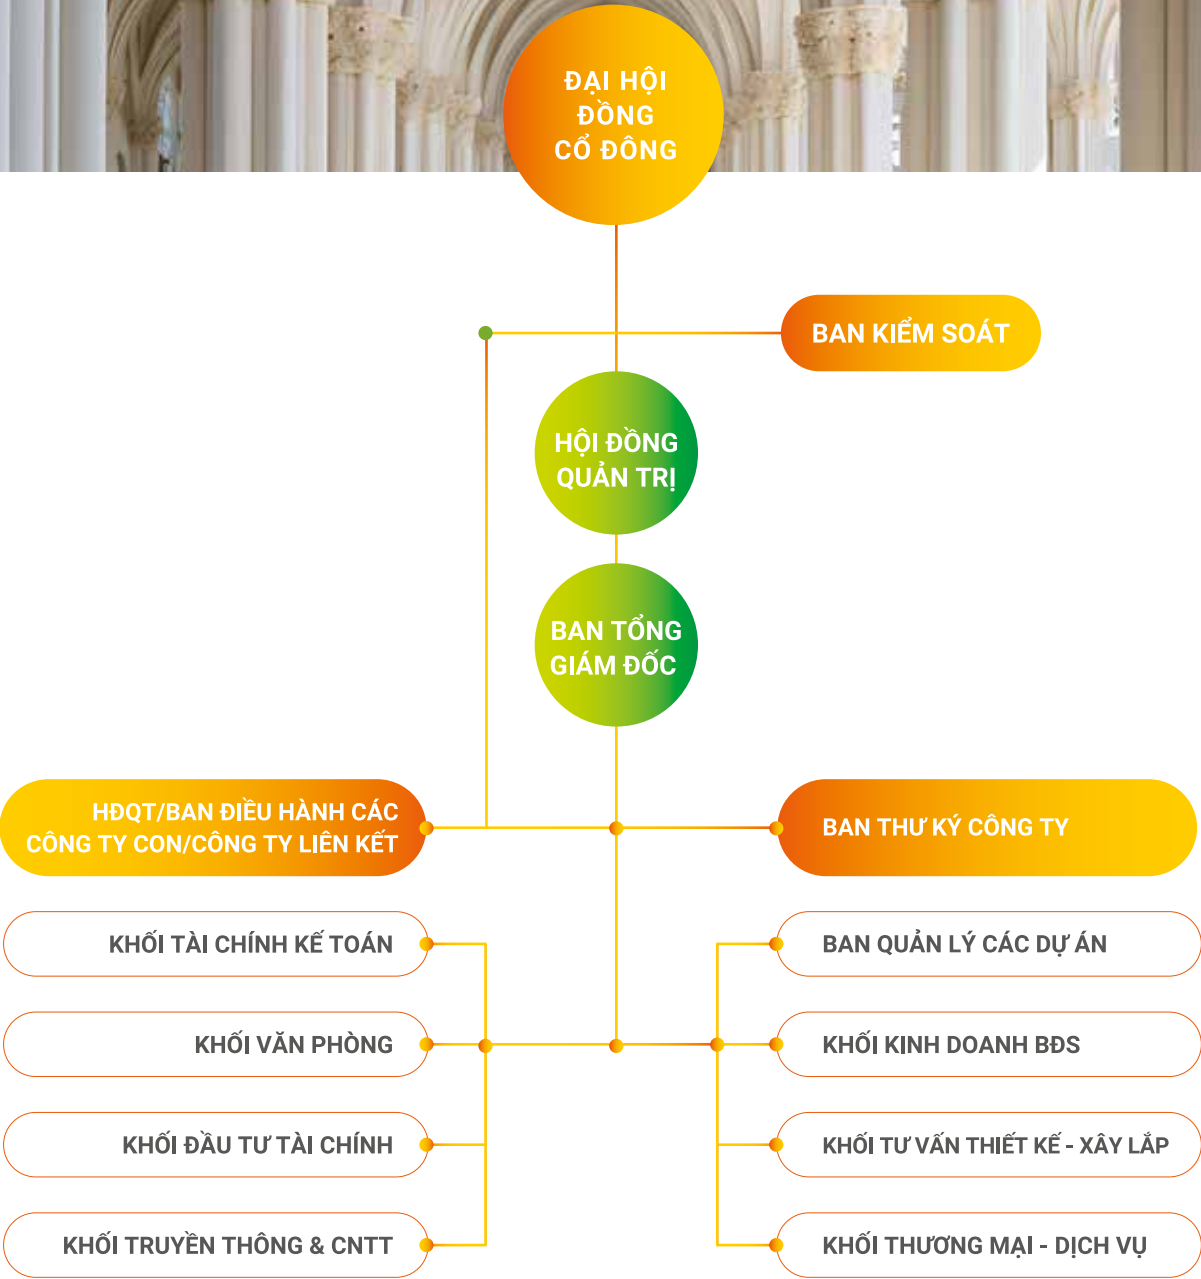 ĐẠI HỘI
ĐỒNG
CỔ ĐÔNG
BAN KIỂM SOÁT
HỘI ĐỒNG
QUẢN TRỊ
BAN TỔNG
GIÁM ĐỐC
HĐQT/BAN ĐIỀU HÀNH CÁC
CÔNG TY CON/CÔNG TY LIÊN KẾT
BAN THƯ KÝ CÔNG TY
KHỐI TÀI CHÍNH KẾ TOÁN
BAN QUẢN LÝ CÁC DỰ ÁN
KHỐI VĂN PHÒNG
KHỐI KINH DOANH BĐS
KHỐI ĐẦU TƯ TÀI CHÍNH
KHỐI TƯ VẤN THIẾT KẾ - XÂY LẮP
KHỐI TRUYỀN THÔNG & CNTT
KHỐI THƯƠNG MẠI - DỊCH VỤ